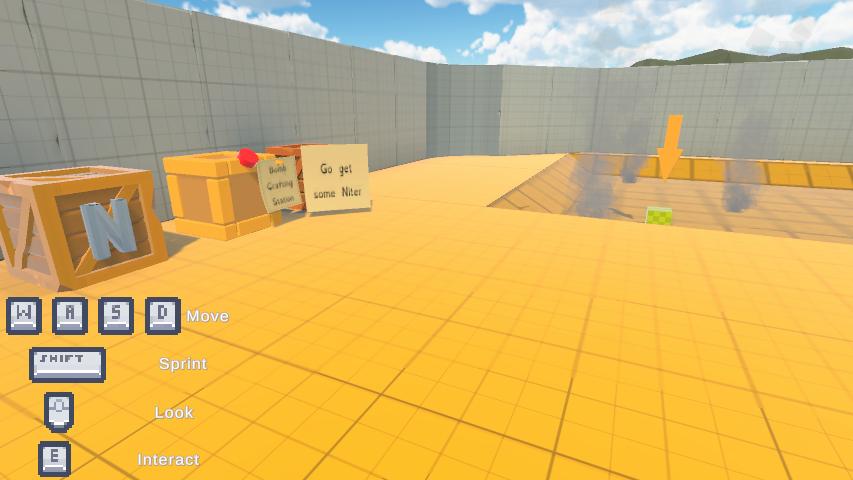 Bomb
Crafting
Station
Go get
some Niter
N
W A S D Move
SHIFT Sprint
Look
E Interact